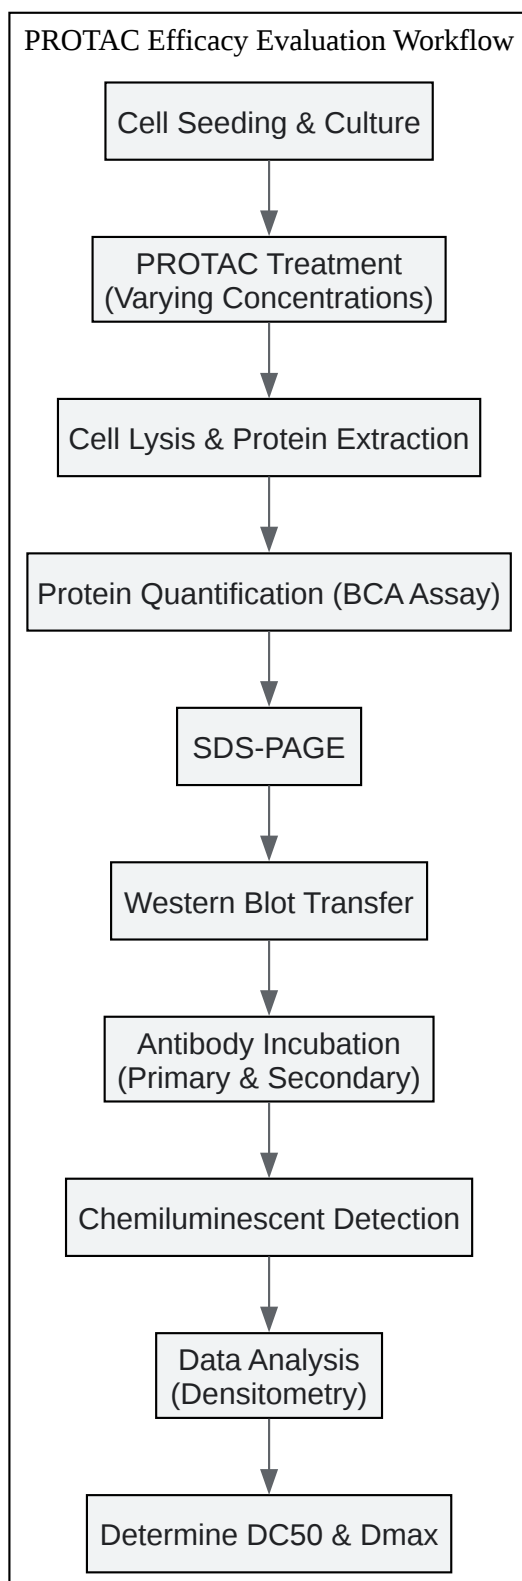 PROTAC Efficacy Evaluation Workflow
Cell Seeding & Culture
PROTAC Treatment
(Varying Concentrations)
Cell Lysis & Protein Extraction
Protein Quantification (BCA Assay)
SDS-PAGE
Western Blot Transfer
Antibody Incubation
(Primary & Secondary)
Chemiluminescent Detection
Data Analysis
(Densitometry)
Determine DC50 & Dmax